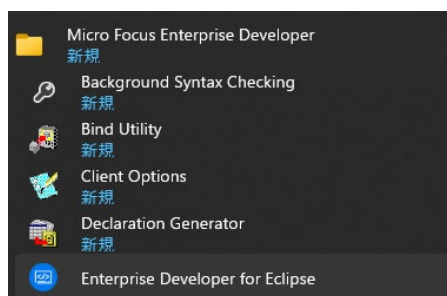 Micro Focus Enterprise Developer
新規
Background Syntax Checking
新規
Bind Utility
新規
Client Options
新規
Declaration Generator
新規
Enterprise Developer for Eclipse